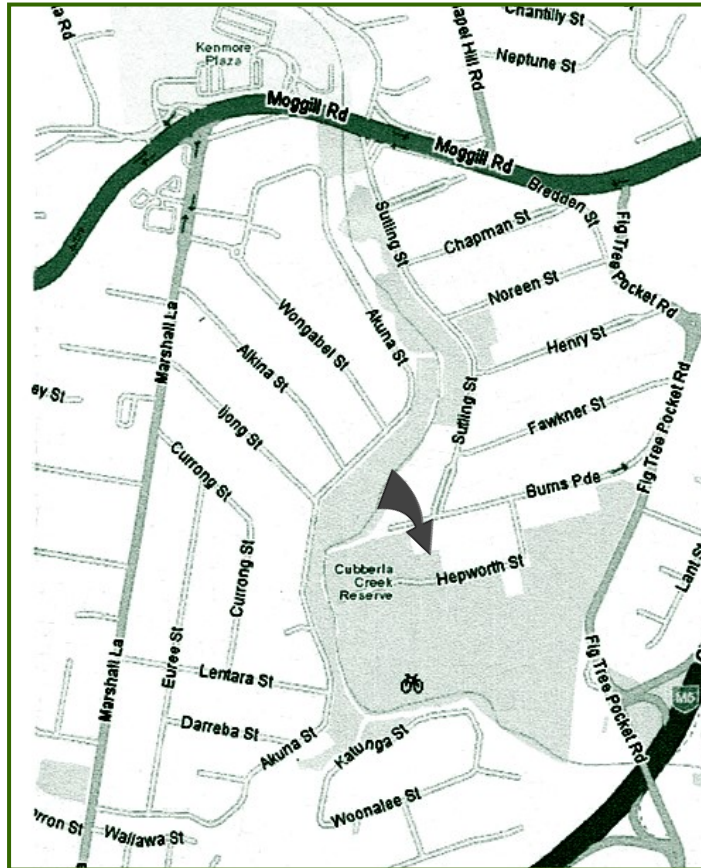 Chantilly St
Kenmore
Plaza
Neptune St
Moggill Rd
Moggill Rd
Bredden St
Sutling St
Chapman St
Fig Tree Pocket Rd
Noreen St
Wongabel St
Akuna St
Marshall La
Alkina St
Henry St
Ijong St
Sutling St
Fawkner St
Fig Tree Pocket Rd
Currong St
Burns Pde
Cubberla
Creek
Reserve
Hepworth St
Currong St
Lant St
Euree St
Marshall La
Lentara St
Fig Tree Pocket Rd
M5
Darreba St
Akuna St
Katunga St
Woonalee St
Wallawa St